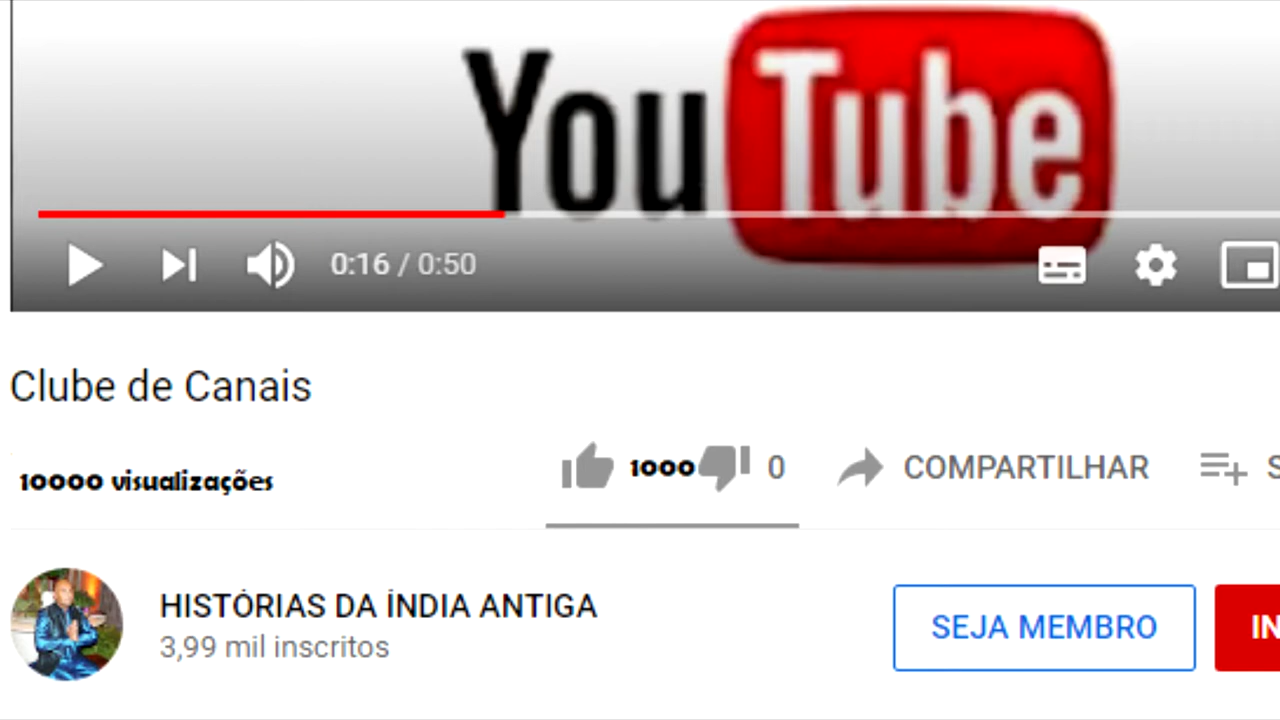 YouTube
0:16 / 0:50
Clube de Canais
10000 visualizações
1000 0 COMPARTILHAR S
HISTÓRIAS DA ÍNDIA ANTIGA
3,99 mil inscritos
SEJA MEMBRO
IN